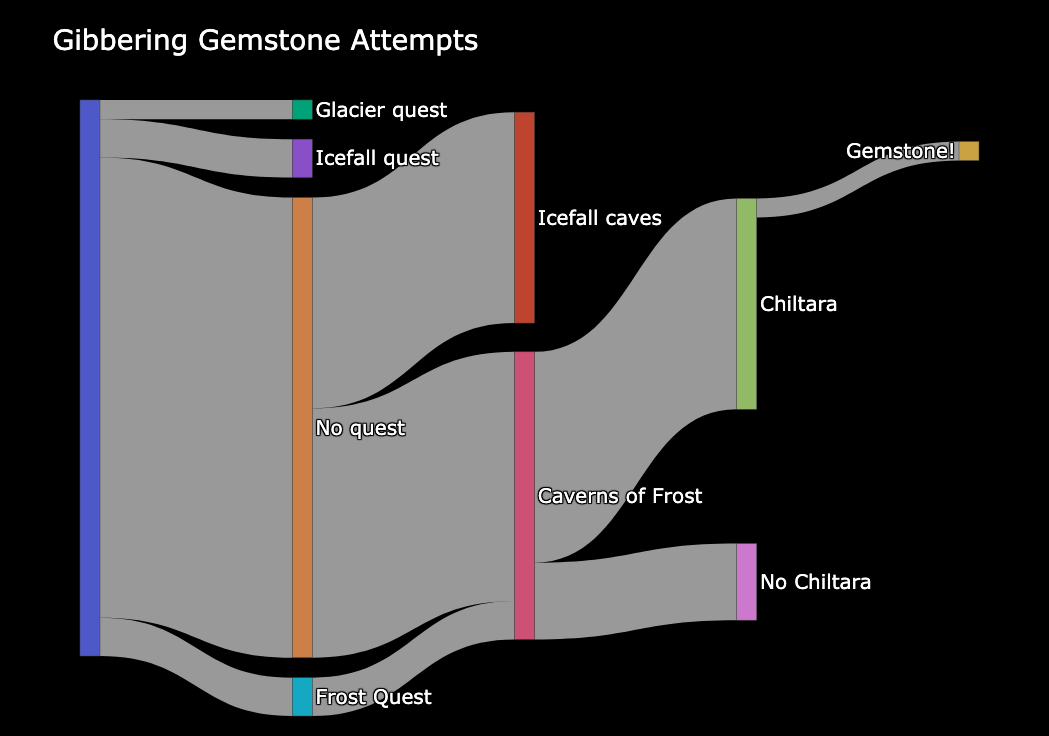 Gibbering Gemstone Attempts
Glacier quest
Icefall quest
No quest
Frost Quest
Icefall caves
Caverns of Frost
Chiltara
No Chiltara
Gemstone!